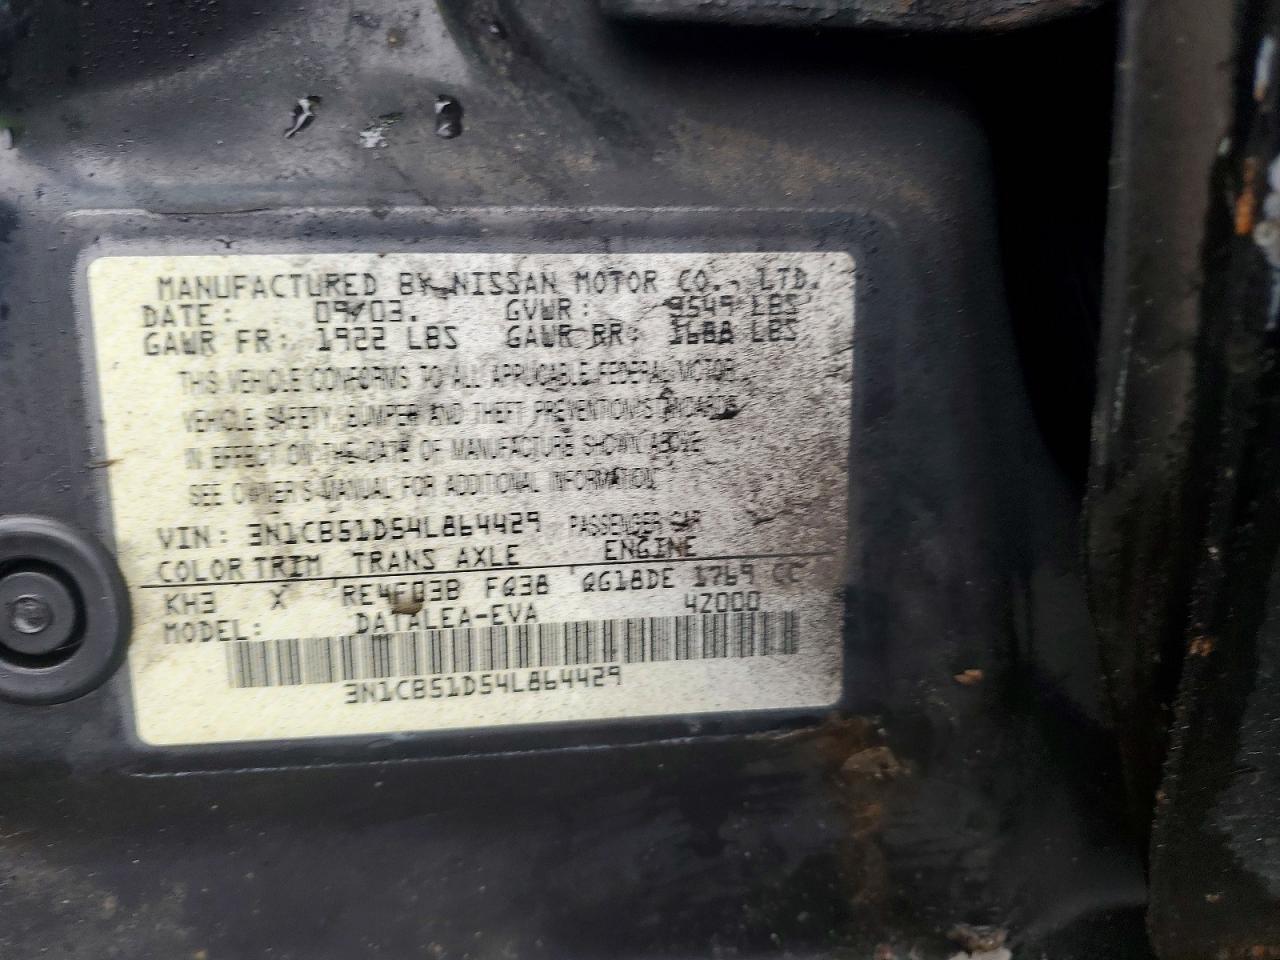 MANUFACTURED BY NISSAN MOTOR CO., LTD.
DATE: 09/03. GVWR: 3549 LBS
GAWR FR: 1922 LBS GAWR RR: 1688 LBS
THIS VEHICLE CONFORMS TO ALL APPLICABLE FEDERAL MOTOR
VEHICLE SAFETY, BUMPER AND THEFT PREVENTION STANDARDS
IN EFFECT ON THE DATE OF MANUFACTURE SHOWN ABOVE
SEE OWNER'S MANUAL FOR ADDITIONAL INFORMATION
VIN: 3N1CB51D54L864429 PASSENGER CAR
COLOR TRIM TRANS AXLE ENGINE
KH3 X RE4F03B FQ38 QG18DE 1769 CC
MODEL: DATALEA-EVA 42000
3N1CB51D54L864429